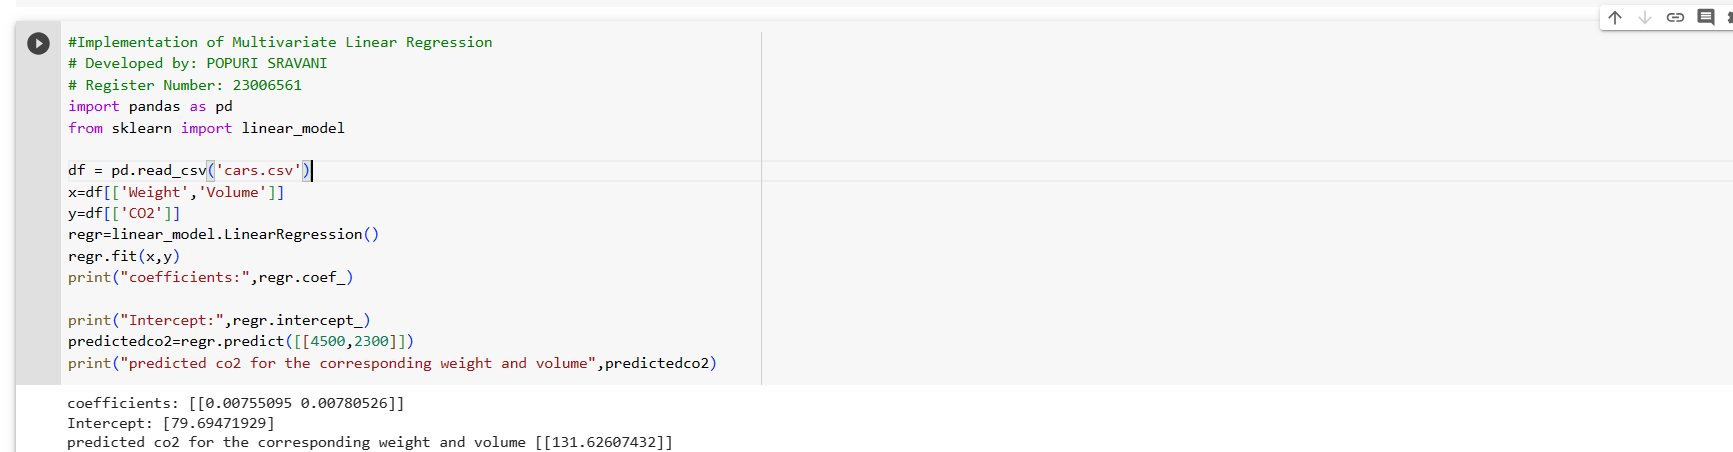 #Implementation of Multivariate Linear Regression
# Developed by: POPURI SRAVANI
# Register Number: 23006561
import pandas as pd
from sklearn import linear_model
df = pd.read_csv('cars.csv')
x=df[['Weight','Volume']]
y=df[['CO2']]
regr=linear_model.LinearRegression()
regr.fit(x,y)
print("coefficients:",regr.coef_)
print("Intercept:",regr.intercept_)
predictedco2=regr.predict([[4500,2300]])
print("predicted co2 for the corresponding weight and volume",predictedco2)
coefficients: [[0.00755095 0.00780526]]
Intercept: [79.69471929]
predicted co2 for the corresponding weight and volume [[131.62607432]]